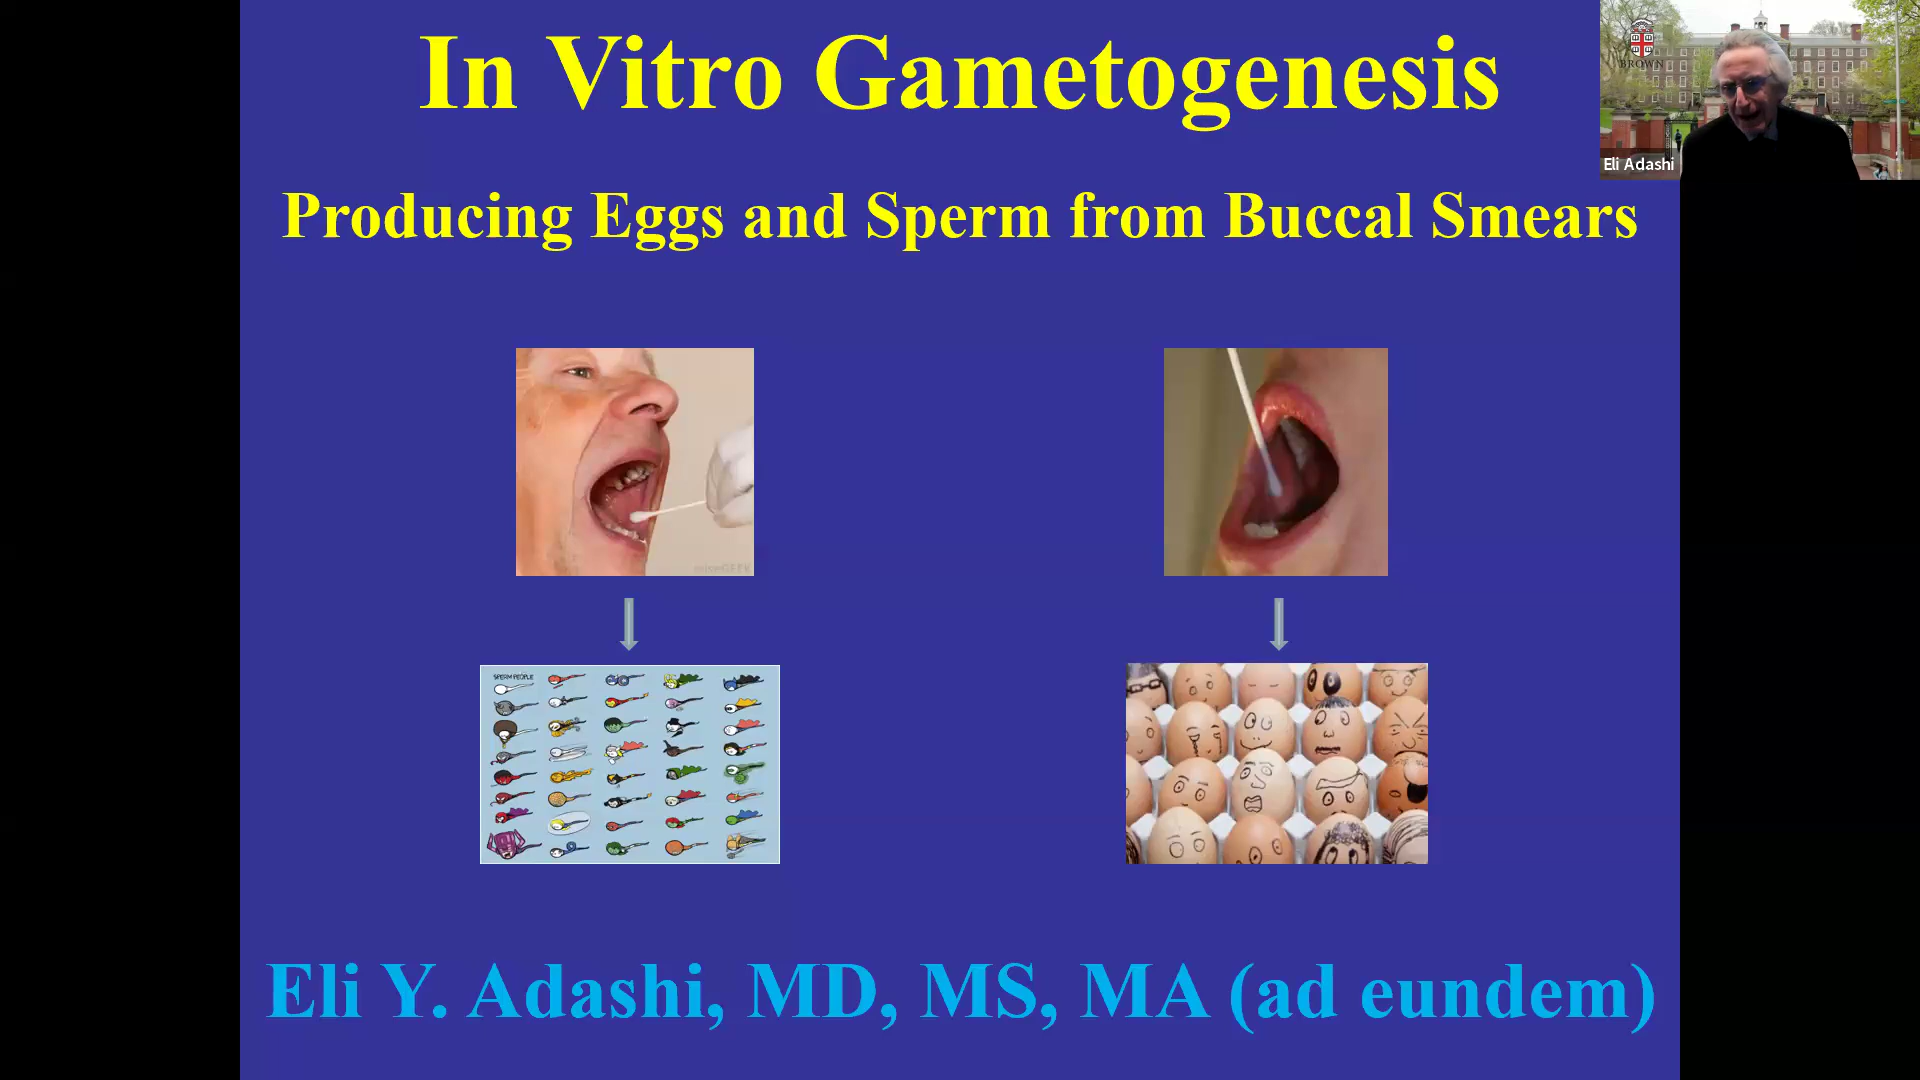 In Vitro Gametogenesis
BROWN
Eli Adashi
Producing Eggs and Sperm from Buccal Smears
SPERM PEOPLE
Eli Y. Adashi, MD, MS, MA (ad eundem)